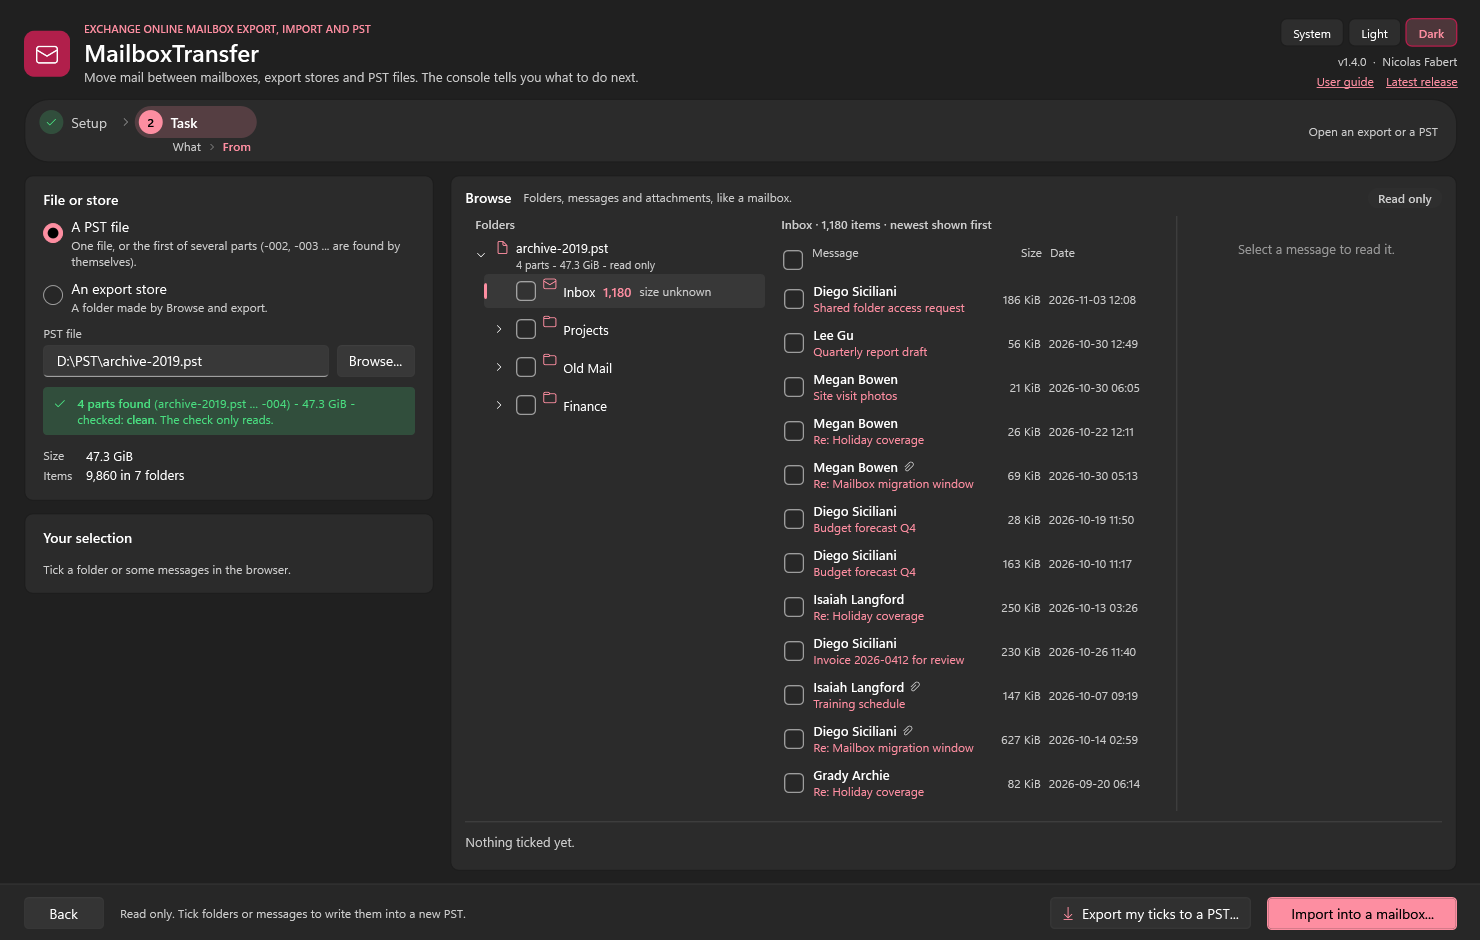 EXCHANGE ONLINE MAILBOX EXPORT, IMPORT AND PST
MailboxTransfer
Move mail between mailboxes, export stores and PST files. The console tells you what to do next.
System
Light
Dark
v1.4.0 · Nicolas Fabert
User guide
Latest release
Setup
2
Task
What
From
Open an export or a PST
File or store
A PST file
One file, or the first of several parts (-002, -003 ... are found by
themselves).
An export store
A folder made by Browse and export.
PST file
D:\PST\archive-2019.pst
Browse...
4 parts found (archive-2019.pst ... -004) - 47.3 GiB -
checked: clean. The check only reads.
Size 47.3 GiB
Items 9,860 in 7 folders
Your selection
Tick a folder or some messages in the browser.
Browse Folders, messages and attachments, like a mailbox.
Read only
Folders
archive-2019.pst
4 parts - 47.3 GiB - read only
Inbox 1,180 size unknown
Projects
Old Mail
Finance
Inbox · 1,180 items · newest shown first
Message Size Date
Diego Siciliani
Shared folder access request 186 KiB 2026-11-03 12:08
Lee Gu
Quarterly report draft 56 KiB 2026-10-30 12:49
Megan Bowen
Site visit photos 21 KiB 2026-10-30 06:05
Megan Bowen
Re: Holiday coverage 26 KiB 2026-10-22 12:11
Megan Bowen
Re: Mailbox migration window 69 KiB 2026-10-30 05:13
Diego Siciliani
Budget forecast Q4 28 KiB 2026-10-19 11:50
Diego Siciliani
Budget forecast Q4 163 KiB 2026-10-10 11:17
Isaiah Langford
Re: Holiday coverage 250 KiB 2026-10-13 03:26
Diego Siciliani
Invoice 2026-0412 for review 230 KiB 2026-10-26 11:40
Isaiah Langford
Training schedule 147 KiB 2026-10-07 09:19
Diego Siciliani
Re: Mailbox migration window 627 KiB 2026-10-14 02:59
Grady Archie
Re: Holiday coverage 82 KiB 2026-09-20 06:14
Select a message to read it.
Nothing ticked yet.
Back
Read only. Tick folders or messages to write them into a new PST.
Export my ticks to a PST...
Import into a mailbox...